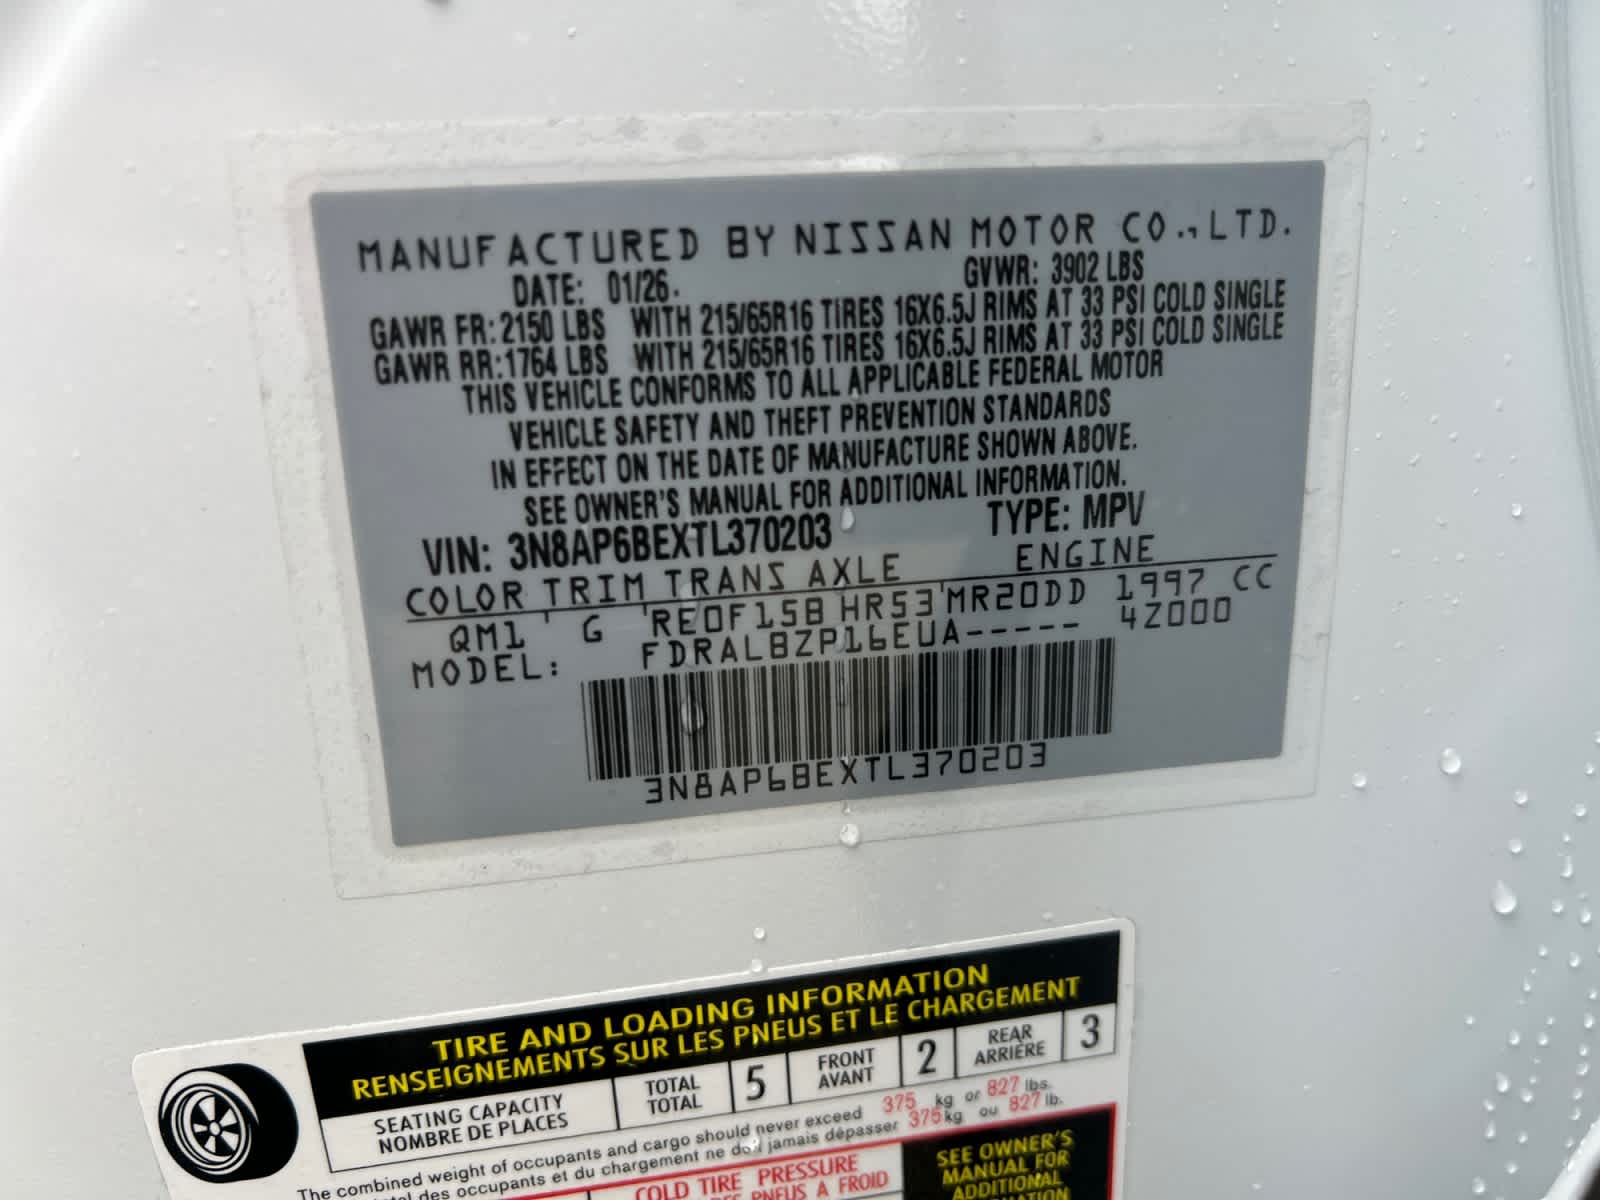 MANUFACTURED BY NISSAN MOTOR CO., LTD.
DATE: 01/26. GVWR: 3902 LBS
GAWR FR: 2150 LBS WITH 215/65R16 TIRES 16X6.5J RIMS AT 33 PSI COLD SINGLE
GAWR RR: 1764 LBS WITH 215/65R16 TIRES 16X6.5J RIMS AT 33 PSI COLD SINGLE
THIS VEHICLE CONFORMS TO ALL APPLICABLE FEDERAL MOTOR
VEHICLE SAFETY AND THEFT PREVENTION STANDARDS
IN EFFECT ON THE DATE OF MANUFACTURE SHOWN ABOVE.
SEE OWNER'S MANUAL FOR ADDITIONAL INFORMATION.
VIN: 3N8AP6BEXTL370203 TYPE: MPV
COLOR TRIM TRANS AXLE ENGINE
QM1 G RE0F15B HR53 MR20DD 1997 CC
MODEL: FDRALBZP16EUA----- 4Z000
3N8AP6BEXTL370203
TIRE AND LOADING INFORMATION
RENSEIGNEMENTS SUR LES PNEUS ET LE CHARGEMENT
SEATING CAPACITY TOTAL 5 FRONT 2 REAR 3
NOMBRE DE PLACES TOTAL AVANT ARRIÈRE
The combined weight of occupants and cargo should never exceed 375 kg or 827 lbs.
des occupants et du chargement ne doit jamais dépasser 375 kg ou 827 lb.
COLD TIRE PRESSURE
PNEUS A FROID
SEE OWNER'S
MANUAL FOR
ADDITIONAL